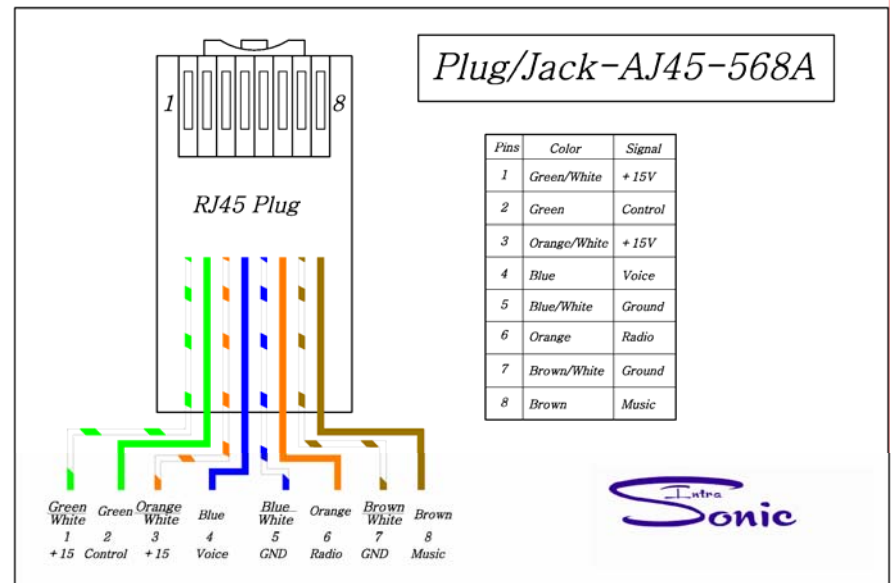 Plug/Jack-AJ45-568A
1 8
RJ45 Plug
Pins Color Signal
1 Green/White +15V
2 Green Control
3 Orange/White +15V
4 Blue Voice
5 Blue/White Ground
6 Orange Radio
7 Brown/White Ground
8 Brown Music
Green Green Orange Blue Blue Orange Brown Brown
White White White White
1 2 3 4 5 6 7 8
+15 Control +15 Voice GND Radio GND Music
Intra
Sonic